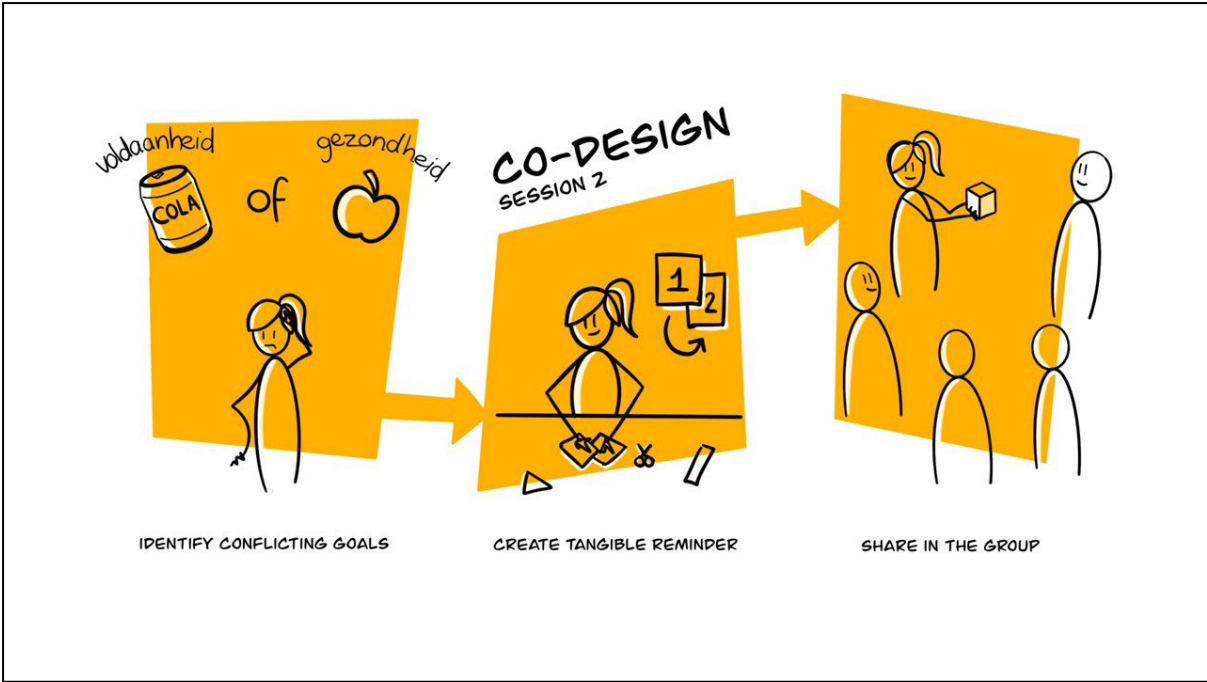 voldaanheid
gezondheid
COLA
of
CO-DESIGN
SESSION 2
1
2
IDENTIFY CONFLICTING GOALS
CREATE TANGIBLE REMINDER
SHARE IN THE GROUP